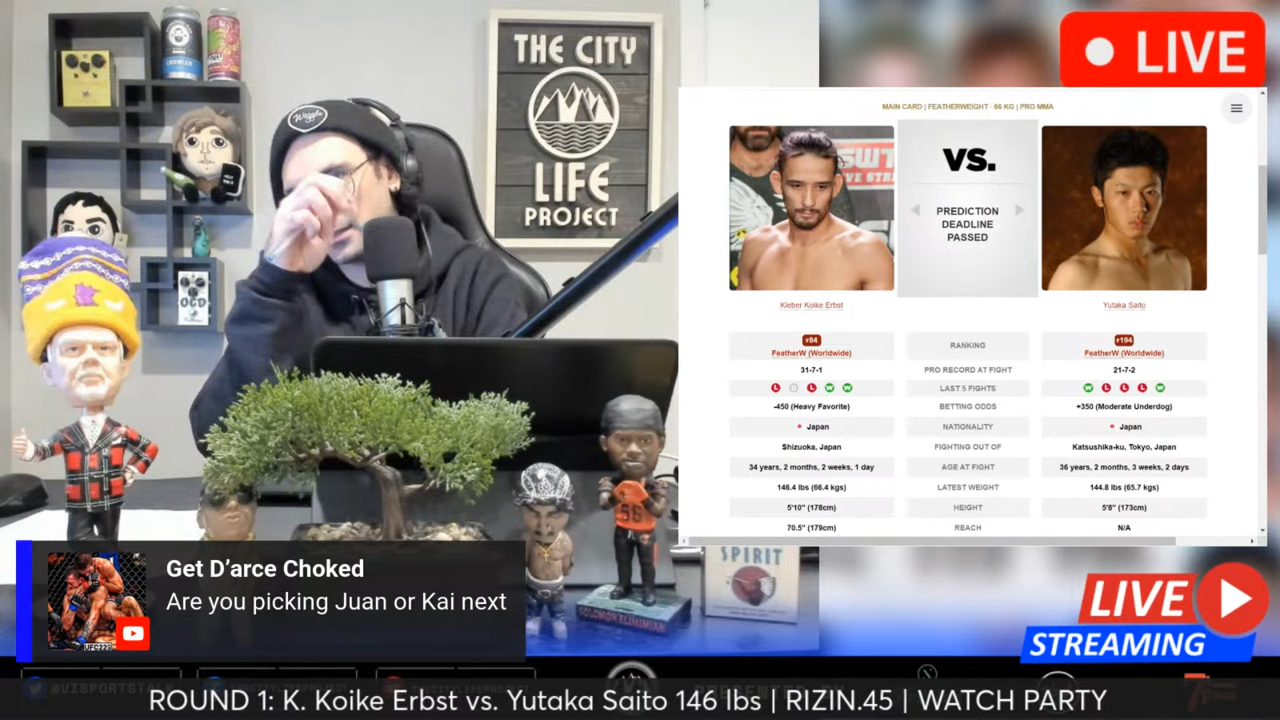 THE CITY
LIFE
PROJECT
Waggle
OCD
56
SOLOMON ELIMIMIAN
SPIRIT
LIVE
MAIN CARD | FEATHERWEIGHT · 66 KG | PRO MMA
VS.
PREDICTION
DEADLINE
PASSED
Kleber Koike Erbst
Yutaka Saito
#84
FeatherW (Worldwide)
RANKING
#194
FeatherW (Worldwide)
31-7-1
PRO RECORD AT FIGHT
21-7-2
L
L
W
W
LAST 5 FIGHTS
W
L
L
L
W
-450 (Heavy Favorite)
BETTING ODDS
+350 (Moderate Underdog)
Japan
NATIONALITY
Japan
Shizuoka, Japan
FIGHTING OUT OF
Katsushika-ku, Tokyo, Japan
34 years, 2 months, 2 weeks, 1 day
AGE AT FIGHT
36 years, 2 months, 3 weeks, 2 days
146.4 lbs (66.4 kgs)
LATEST WEIGHT
144.8 lbs (65.7 kgs)
5'10" (178cm)
HEIGHT
5'8" (173cm)
70.5" (179cm)
REACH
N/A
Get D'arce Choked
Are you picking Juan or Kai next
LIVE
STREAMING
@VISPORTSTALK
ROUND 1: K. Koike Erbst vs. Yutaka Saito 146 lbs | RIZIN.45 | WATCH PARTY